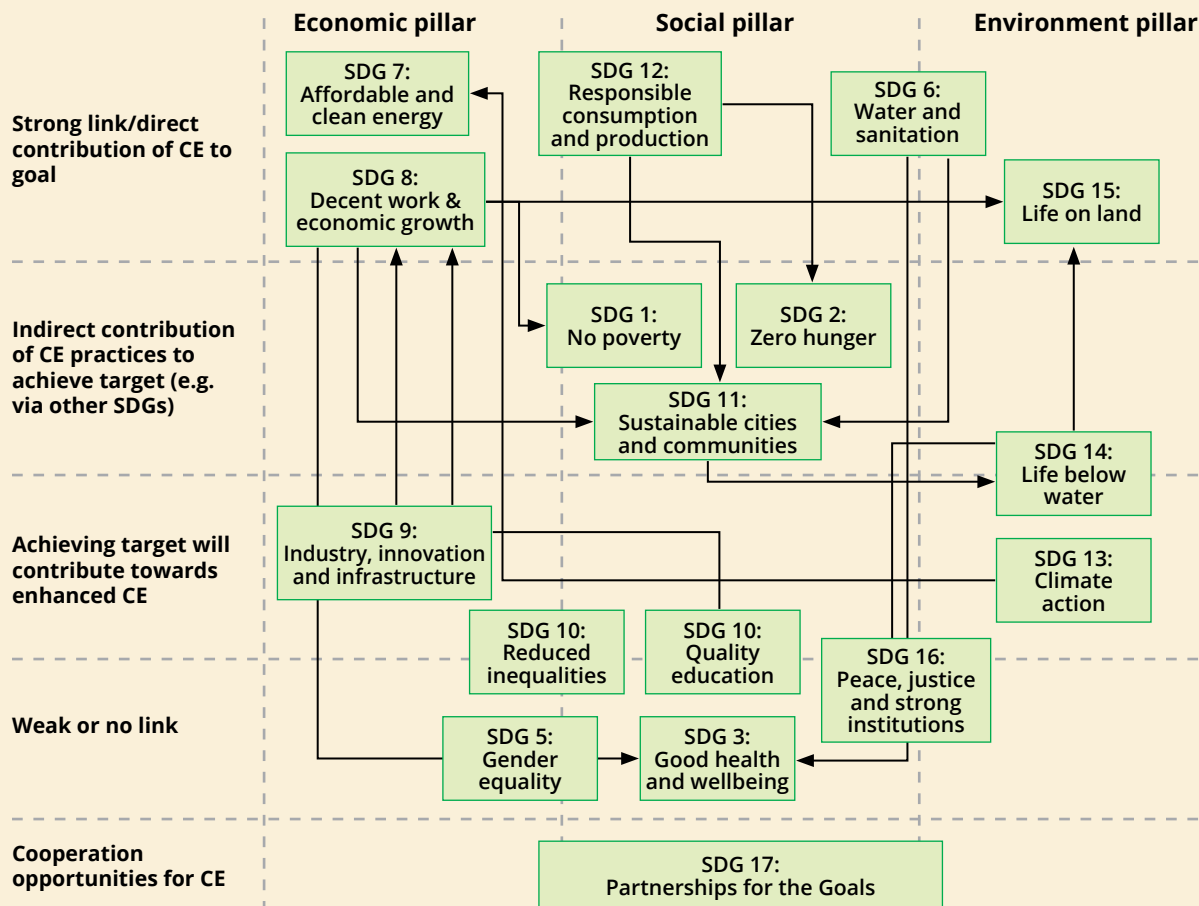 Economic pillar
Social pillar
Environment pillar
Strong link/direct
contribution of CE to
goal
SDG 7:
Affordable and
clean energy
SDG 12:
Responsible
consumption
and production
SDG 6:
Water and
sanitation
SDG 8:
Decent work &
economic growth
SDG 15:
Life on land
Indirect contribution
of CE practices to
achieve target (e.g.
via other SDGs)
SDG 1:
No poverty
SDG 2:
Zero hunger
SDG 11:
Sustainable cities
and communities
SDG 14:
Life below
water
Achieving target will
contribute towards
enhanced CE
SDG 9:
Industry, innovation
and infrastructure
SDG 13:
Climate
action
SDG 10:
Reduced
inequalities
SDG 10:
Quality
education
SDG 16:
Peace, justice
and strong
institutions
Weak or no link
SDG 5:
Gender
equality
SDG 3:
Good health
and wellbeing
Cooperation
opportunities for CE
SDG 17:
Partnerships for the Goals